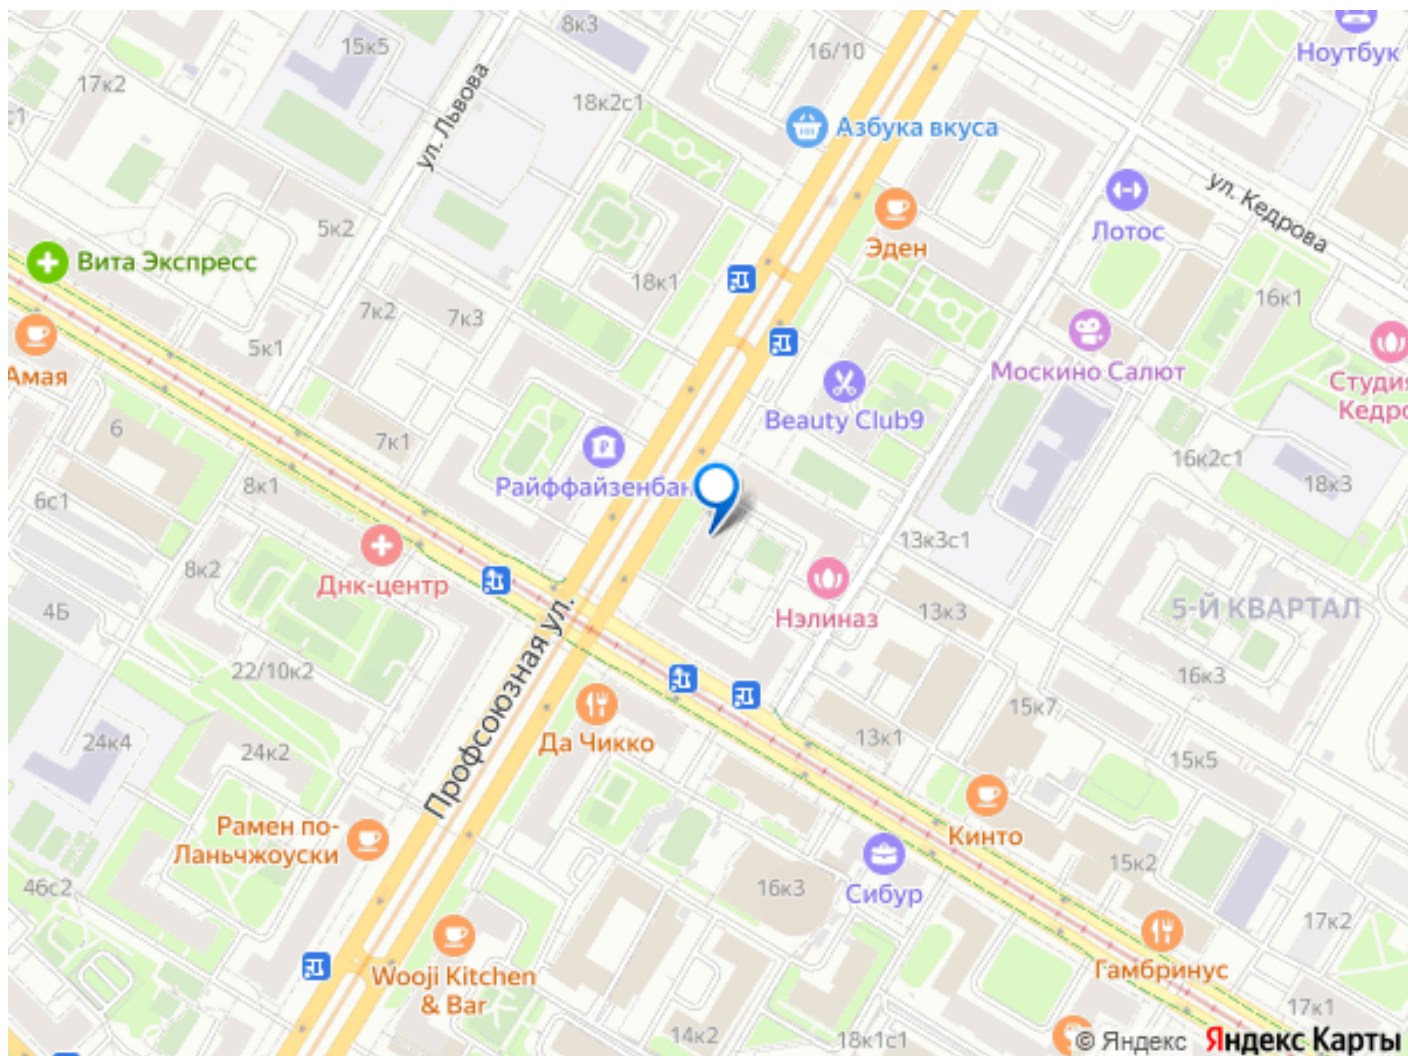 8к3
15к5
16/10
Ноутбук
17к2
с1
ул. Львова
18к2с1
Азбука вкуса
ул. Кедрова
Лотос
5к2
Эден
Вита Экспресс
18к1
16к1
7к2
7к3
5к1
Амая
Москино Салют
Студия
Кедро
Beauty Club9
6
7к1
16к2с1
6с1
8к1
Райффайзенбан
18к3
13к3с1
8к2
Днк-центр
4Б
Нэлиназ
13к3
5-Й КВАРТАЛ
22/10к2
16к3
Профсоюзная ул.
15к7
24к4
24к2
Да Чикко
13к1
15к5
Рамен по-
Ланьчжоуски
Кинто
15к2
46с2
16к3
Сибур
17к2
Wooji Kitchen
& Bar
Гамбринус
17к1
14к2
18к1с1
© Яндекс Яндекс Карты